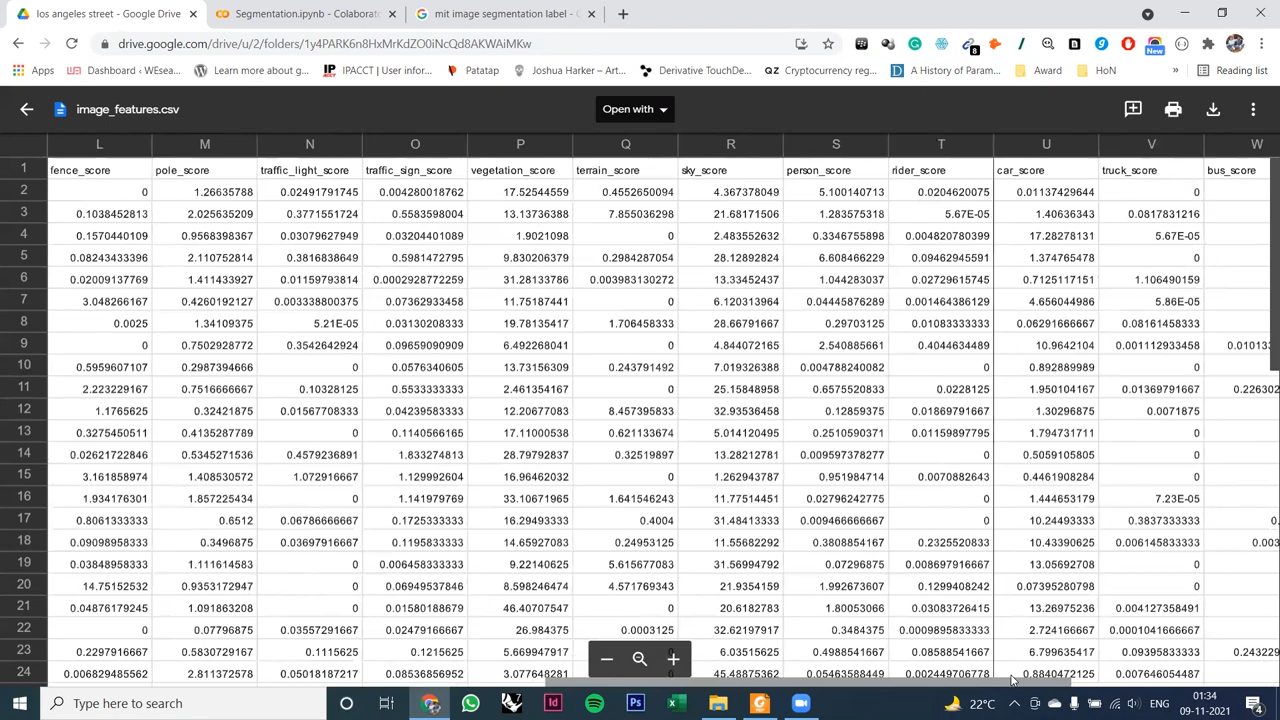 los angeles street - Google Drive
Segmentation.ipynb - Colaborat
mit image segmentation label - G
drive.google.com/drive/u/2/folders/1y4PARK6n8HxMrKdZO0iNcQd8AKWAiMKw
Apps Dashboard ‹ WEsea... Learn more about g... IPACCT | User infor... Patatap Joshua Harker – Art... Derivative TouchDe... QZ Cryptocurrency reg... A History of Param... Award HoN » Reading list
image_features.csv
Open with
L M N O P Q R S T U V W
1 fence_score pole_score traffic_light_score traffic_sign_score vegetation_score terrain_score sky_score person_score rider_score car_score truck_score bus_score
2 0 1.26635788 0.02491791745 0.004280018762 17.52544559 0.4552650094 4.367378049 5.100140713 0.0204620075 0.01137429644 0
3 0.1038452813 2.025635209 0.3771551724 0.5583598004 13.13736388 7.855036298 21.68171506 1.283575318 5.67E-05 1.40636343 0.0817831216
4 0.1570440109 0.9568398367 0.03079627949 0.03204401089 1.9021098 0 2.483552632 0.3346755898 0.004820780399 17.28278131 5.67E-05
5 0.08243433396 2.110752814 0.3816838649 0.5981472795 9.830206379 0.2984287054 28.12892824 6.608466229 0.09462945591 1.374765478 0
6 0.02009137769 1.411433927 0.01159793814 0.0002928772259 31.28133786 0.003983130272 13.33452437 1.044283037 0.02729615745 0.7125117151 1.106490159
7 3.048266167 0.4260192127 0.003338800375 0.07362933458 11.75187441 0 6.120313964 0.04445876289 0.001464386129 4.656044986 5.86E-05
8 0.0025 1.34109375 5.21E-05 0.03130208333 19.78135417 1.706458333 28.66791667 0.29703125 0.01083333333 0.06291666667 0.08161458333
9 0 0.7502928772 0.3542642924 0.09659090909 6.492268041 0 4.844072165 2.540885661 0.4044634489 10.9642104 0.001112933458 0.01013
10 0.5959607107 0.2987394666 0 0.0576340605 13.73156309 0.243791492 7.019326388 0.004788240082 0 0.892889989 0
11 2.223229167 0.7516666667 0.10328125 0.5533333333 2.461354167 0 25.15848958 0.6575520833 0.0228125 1.950104167 0.01369791667 0.226302
12 1.1765625 0.32421875 0.01567708333 0.04239583333 12.20677083 8.457395833 32.93536458 0.12859375 0.01869791667 1.30296875 0.0071875
13 0.3275450511 0.4135287789 0 0.1140566165 17.11000538 0.621133674 5.014120495 0.2510590371 0.01159897795 1.794731711 0
14 0.02621722846 0.5345271536 0.4579236891 1.833274813 28.79792837 0.32519897 13.28212781 0.009597378277 0 0.5059105805 0
15 3.161858974 1.408530572 1.072916667 1.129992604 16.96462032 0 1.262943787 0.951984714 0.0070882643 0.4461908284 0
16 1.934176301 1.857225434 0 1.141979769 33.10671965 1.641546243 11.77514451 0.02796242775 0 1.444653179 7.23E-05
17 0.8061333333 0.6512 0.06786666667 0.1725333333 16.29493333 0.4004 31.48413333 0.009466666667 0 10.24493333 0.3837333333 0.
18 0.09098958333 0.3496875 0.03697916667 0.1195833333 14.65927083 0.24953125 11.55682292 0.3808854167 0.2325520833 10.43390625 0.006145833333 0.003
19 0.03848958333 1.111614583 0 0.006458333333 9.22140625 5.615677083 31.56994792 0.07296875 0.008697916667 13.05692708 0
20 14.75152532 0.9353172947 0 0.06949537846 8.598246474 4.571769343 21.9354159 1.992673607 0.1299408242 0.07395280798 0
21 0.04876179245 1.091863208 0 0.01580188679 46.40707547 0 20.6182783 1.80053066 0.03083726415 13.26975236 0.004127358491
22 0 0.07796875 0.03557291667 0.02479166667 26.984375 0.0003125 32.62197917 0.3484375 0.0009895833333 2.724166667 0.0001041666667
23 0.2297916667 0.5830729167 0.1115625 0.1215625 5.669947917 6.03515625 0.4988541667 0.08588541667 6.799635417 0.09395833333 0.243229
24 0.006829485562 2.811372578 0.05018187217 0.08536856952 3.077648281 45.48875362 0.05463588449 0.002449706778 0.8840472125 0.007646054487
Type here to search
22°C
ENG
01:34
09-11-2021